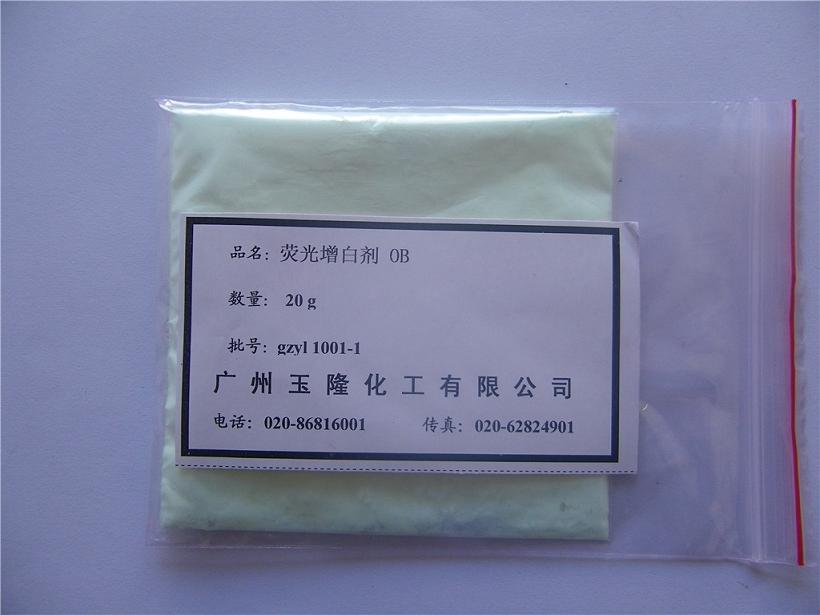 品名：荧光增白剂 OB
数量： 20 g
批号：gzyl 1001-1
广州玉隆化工有限公司
电话：020-86816001 传真：020-62824901